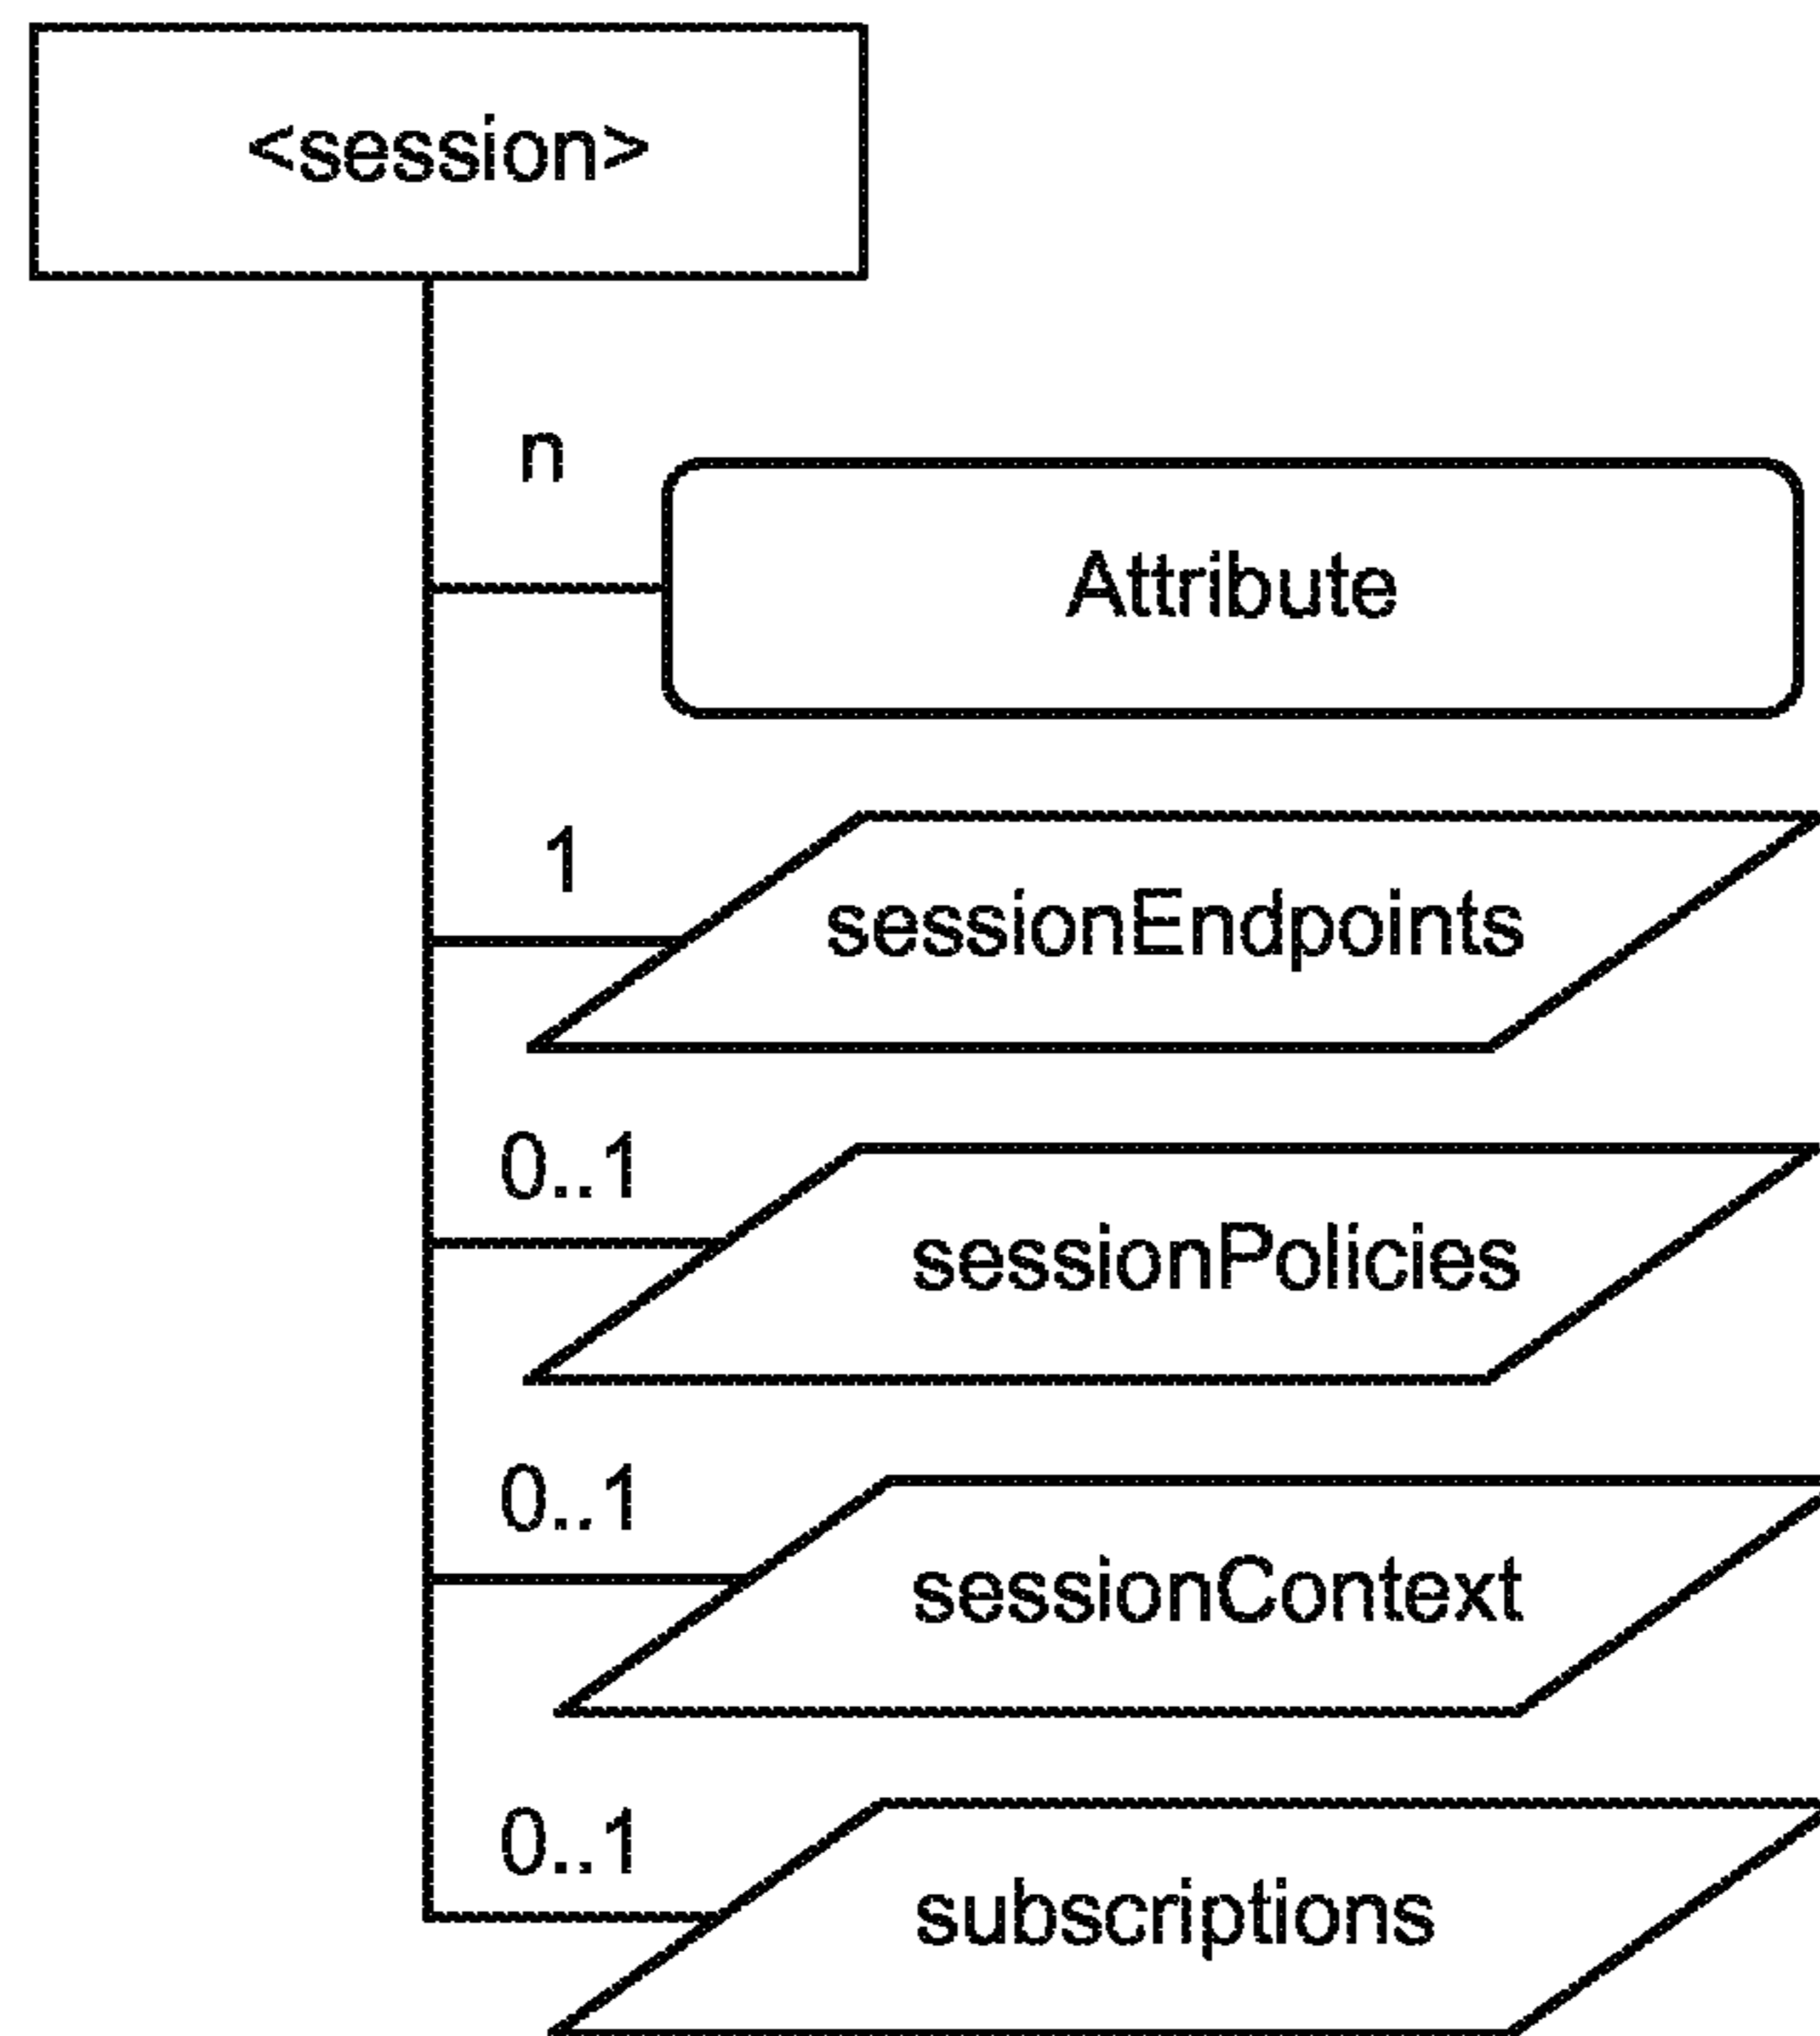 <session>
n
Attribute
1
sessionEndpoints
0..1
sessionPolicies
0..1
sessionContext
0..1
subscriptions